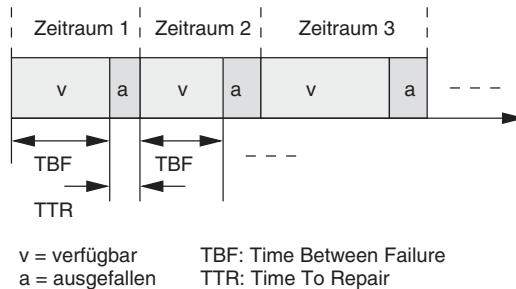 Zeitraum 1 Zeitraum 2 Zeitraum 3
v a v a v a
TBF TBF
TTR
v = verfügbar TBF: Time Between Failure
a = ausgefallen TTR: Time To Repair